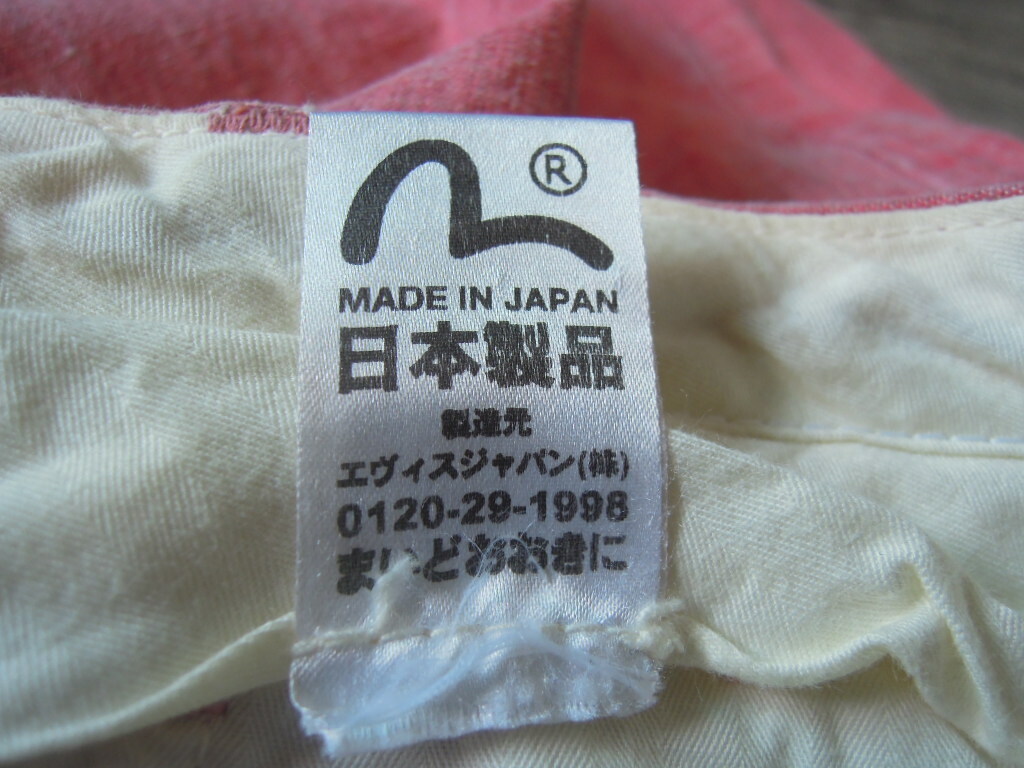 ®
MADE IN JAPAN
日本製品
製造元
エヴィスジャパン(株)
0120-29-1998
まいどおおきに